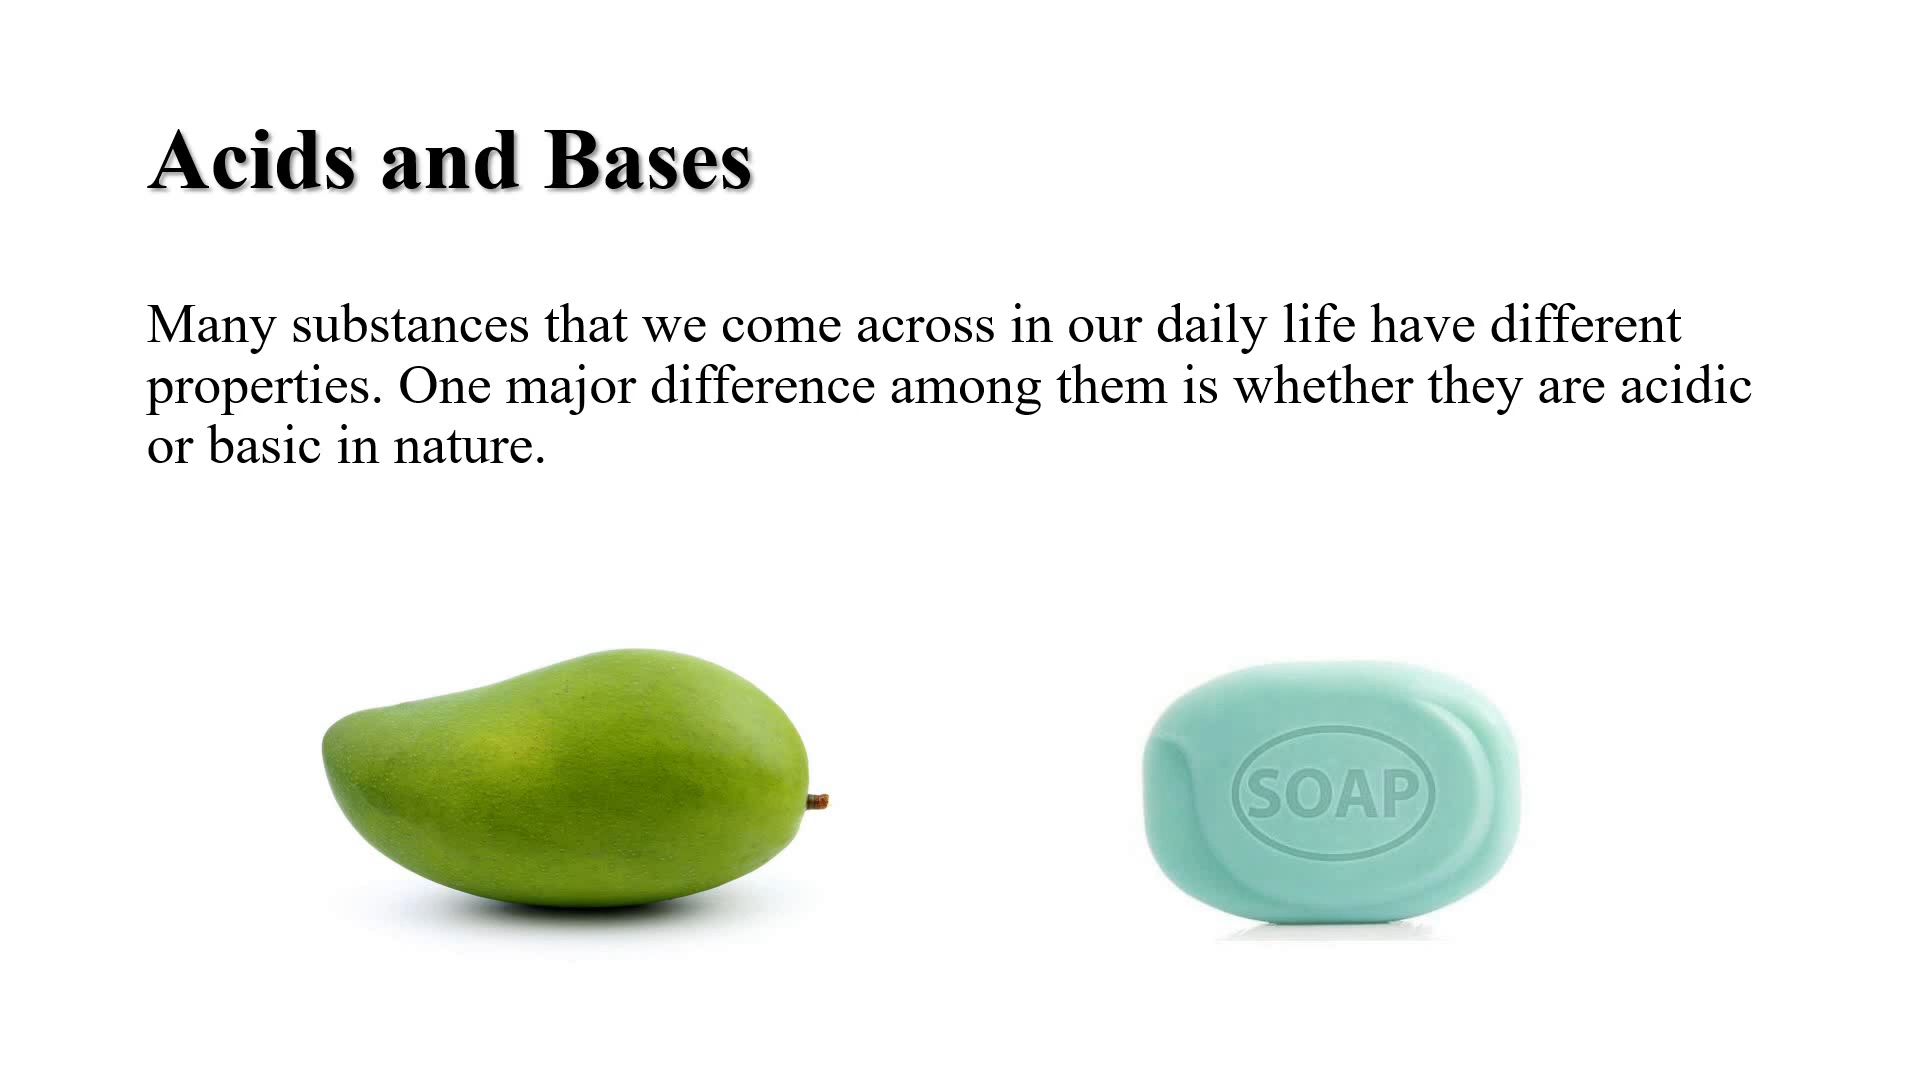 Acids and Bases
Many substances that we come across in our daily life have different
properties. One major difference among them is whether they are acidic
or basic in nature.
SOAP